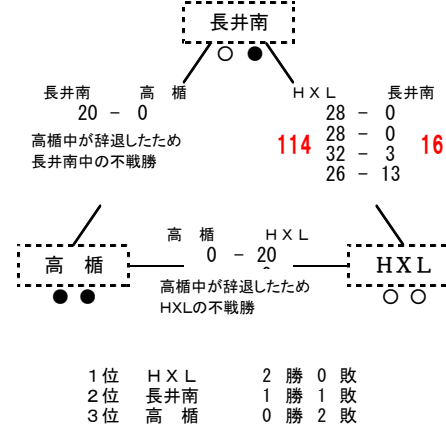 長井南
○ ●
長井南 高 楯
20 － 0
高楯中が辞退したため
長井南中の不戦勝
HXL 長井南
28 － 0
28 － 0
32 － 3
26 － 13
114 16
高 楯 HXL
0 － 20
高楯中が辞退したため
HXLの不戦勝
高 楯
● ●
HXL
○ ○
1位 HXL 2 勝 0 敗
2位 長井南 1 勝 1 敗
3位 高 楯 0 勝 2 敗